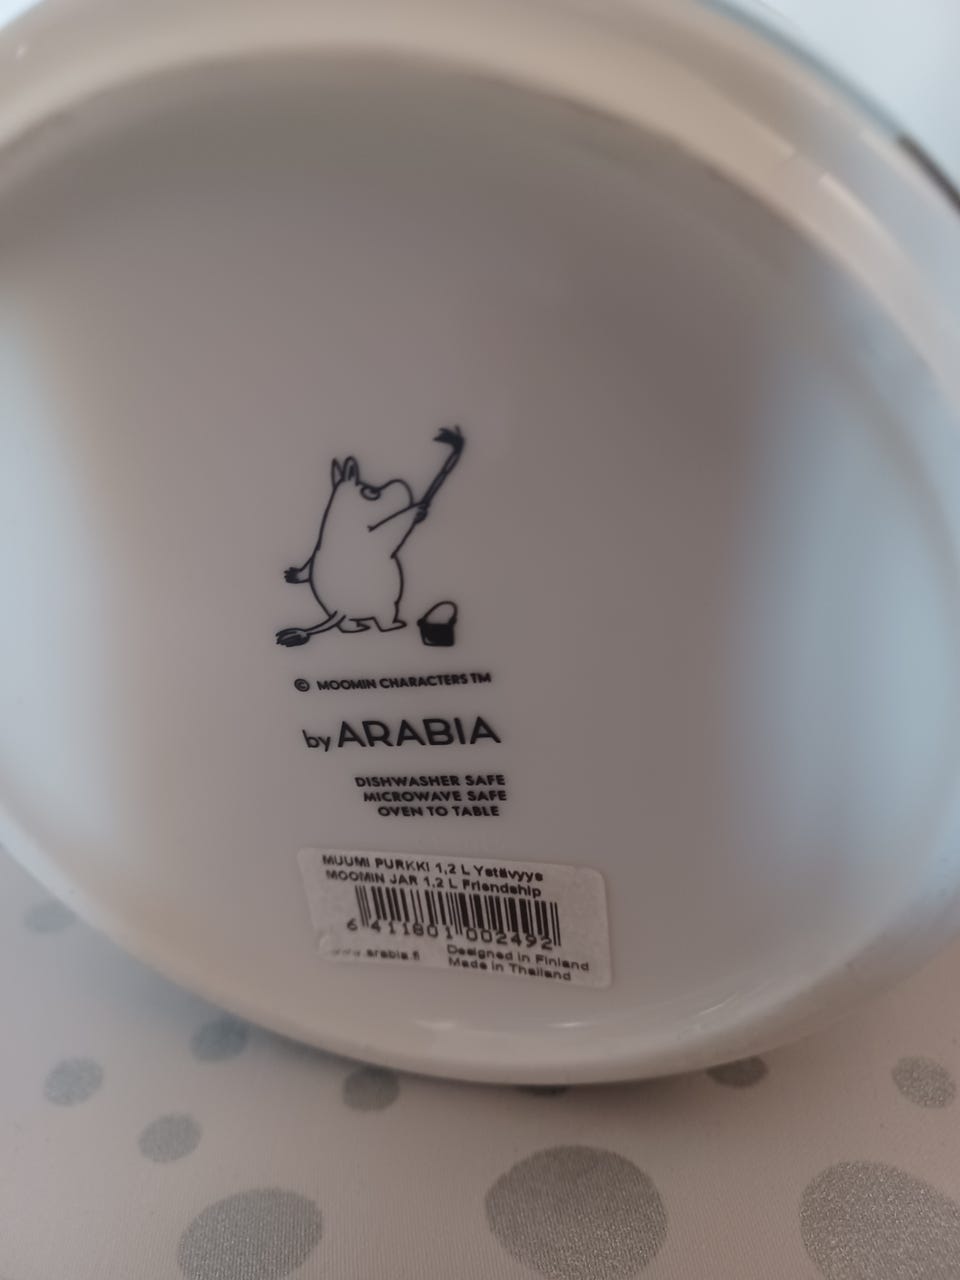 © MOOMIN CHARACTERS TM
by ARABIA
DISHWASHER SAFE
MICROWAVE SAFE
OVEN TO TABLE
MUUMI PURKKI 1,2 L Ystävyys
MOOMIN JAR 1,2 L Friendship
6 411801 002492
www.arabia.fi Designed in Finland
Made in Thailand